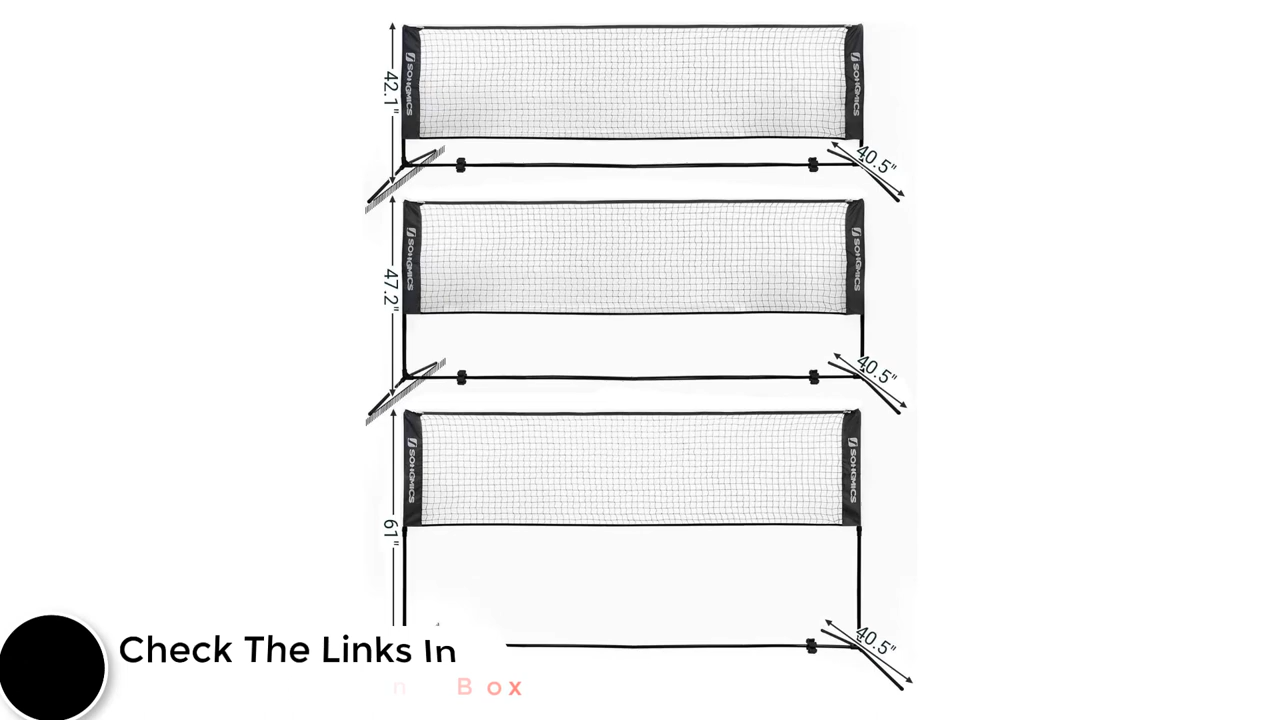 SONGMICS
SONGMICS
42.1"
40.5"
SONGMICS
SONGMICS
47.2"
40.5"
SONGMICS
SONGMICS
61"
40.5"
Check The Links In
n Box